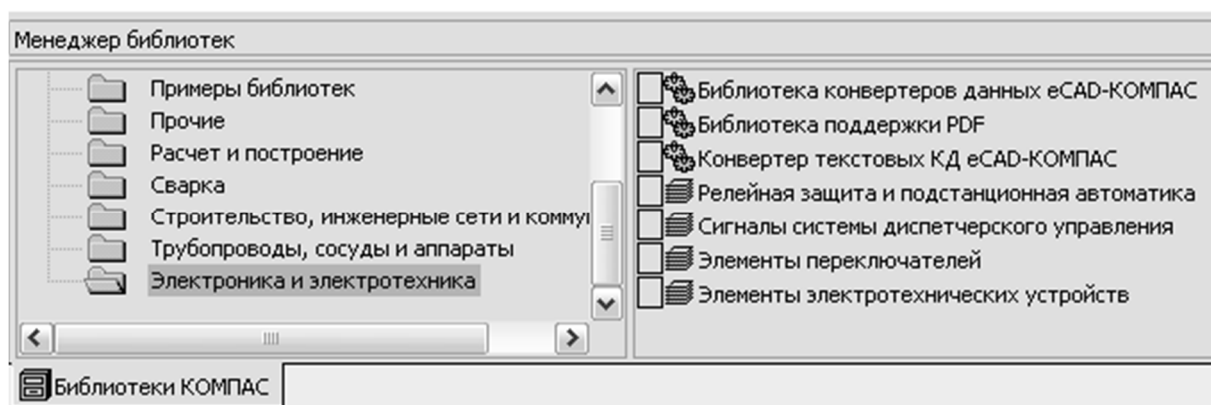 Менеджер библиотек
Примеры библиотек
Прочие
Расчет и построение
Сварка
Строительство, инженерные сети и комму
Трубопроводы, сосуды и аппараты
Электроника и электротехника
Библиотека конвертеров данных eCAD-КОМПАС
Библиотека поддержки PDF
Конвертер текстовых КД eCAD-КОМПАС
Релейная защита и подстанционная автоматика
Сигналы системы диспетчерского управления
Элементы переключателей
Элементы электротехнических устройств
Библиотеки КОМПАС